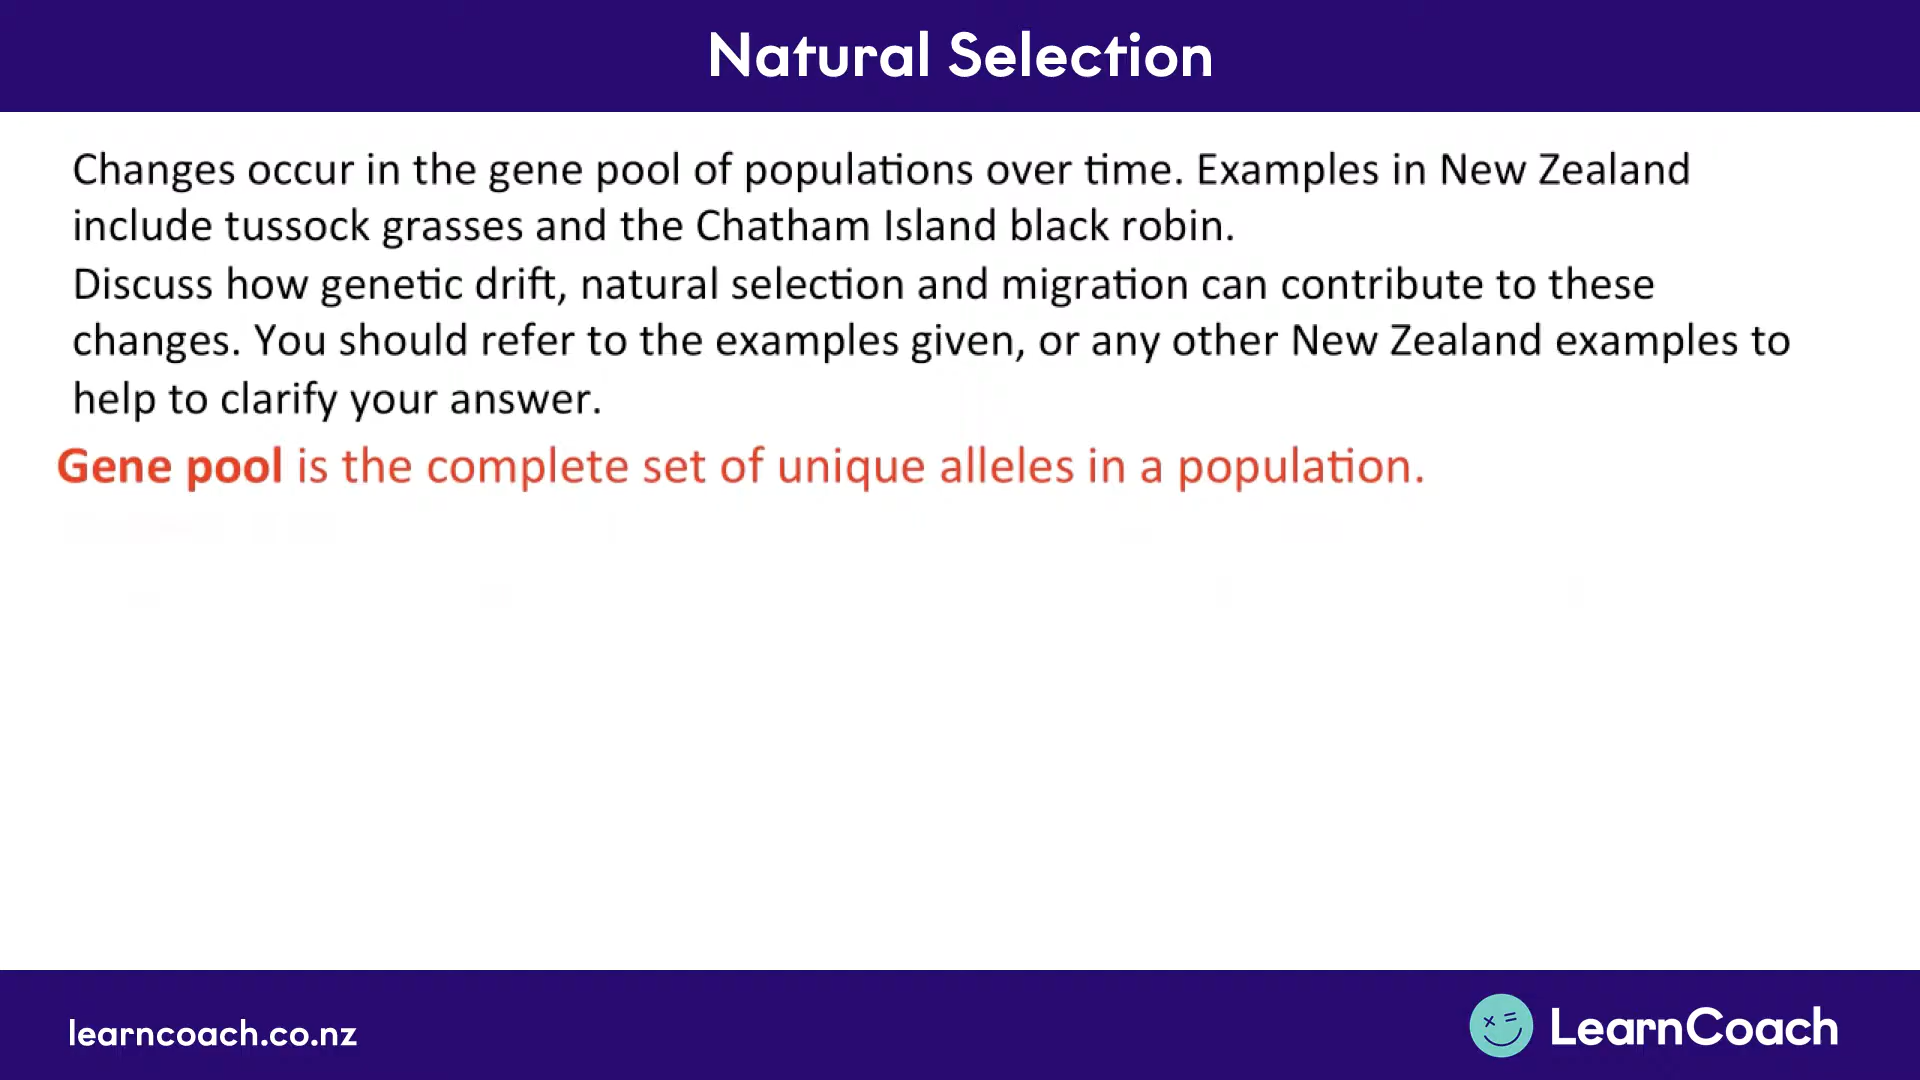 Natural Selection
Changes occur in the gene pool of populations over time. Examples in New Zealand
include tussock grasses and the Chatham Island black robin.
Discuss how genetic drift, natural selection and migration can contribute to these
changes. You should refer to the examples given, or any other New Zealand examples to
help to clarify your answer.
Gene pool is the complete set of unique alleles in a population.
learncoach.co.nz
LearnCoach